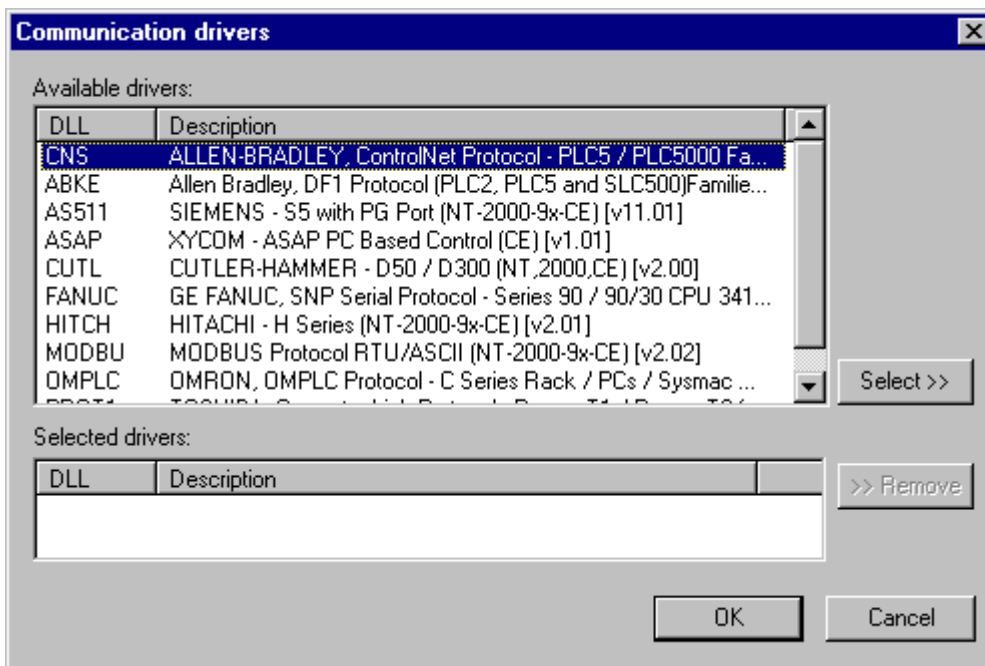 Communication drivers
Available drivers:
DLL Description
CNS ALLEN-BRADLEY, ControlNet Protocol - PLC5 / PLC5000 Fa...
ABKE Allen Bradley, DF1 Protocol (PLC2, PLC5 and SLC500)Familie...
AS511 SIEMENS - S5 with PG Port (NT-2000-9x-CE) [v11.01]
ASAP XYCOM - ASAP PC Based Control (CE) [v1.01]
CUTL CUTLER-HAMMER - D50 / D300 (NT,2000,CE) [v2.00]
FANUC GE FANUC, SNP Serial Protocol - Series 90 / 90/30 CPU 341...
HITCH HITACHI - H Series (NT-2000-9x-CE) [v2.01]
MODBU MODBUS Protocol RTU/ASCII (NT-2000-9x-CE) [v2.02]
OMPLC OMRON, OMPLC Protocol - C Series Rack / PCs / Sysmac ...
Select >>
Selected drivers:
DLL Description
>> Remove
OK Cancel